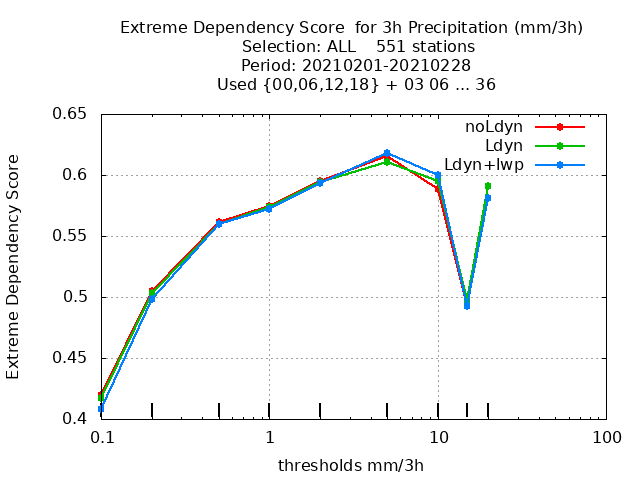 Extreme Dependency Score  for 3h Precipitation (mm/3h)
Selection: ALL    551 stations
Period: 20210201-20210228
Used {00,06,12,18} + 03 06 ... 36
noLdyn
Ldyn
Ldyn+lwp
Extreme Dependency Score
0.65
0.6
0.55
0.5
0.45
0.4
0.1
1
10
100
thresholds mm/3h